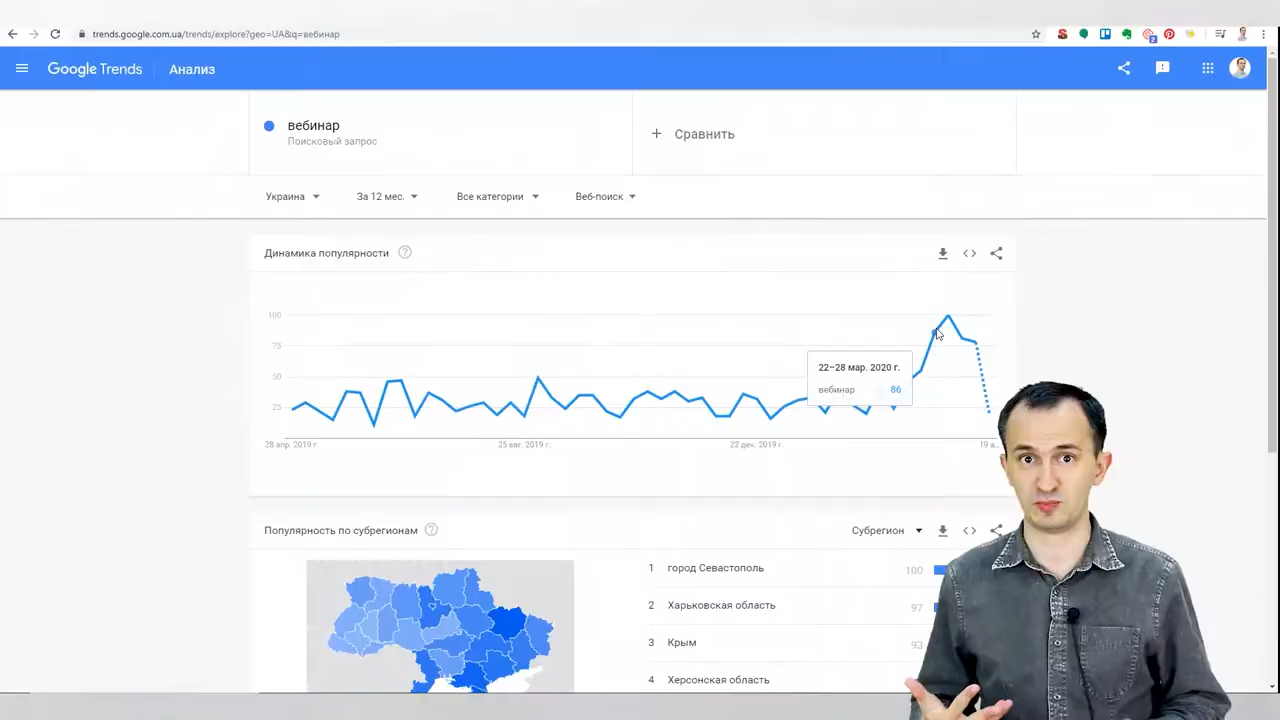 trends.google.com.ua/trends/explore?geo=UA&q=вебинар
2
Google Trends Анализ
вебинар
Поисковый запрос
+ Сравнить
Украина За 12 мес. Все категории Веб-поиск
Динамика популярности ?
100
75
50
25
22–28 мар. 2020 г.
вебинар 86
28 апр. 2019 г. 25 авг. 2019 г. 22 дек. 2019 г. 19 а...
Популярность по субрегионам ? Субрегион
1 город Севастополь 100
2 Харьковская область 97
3 Крым 93
4 Херсонская область